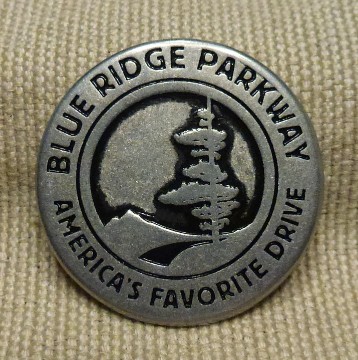 BLUE RIDGE PARKWAY
AMERICA'S FAVORITE DRIVE